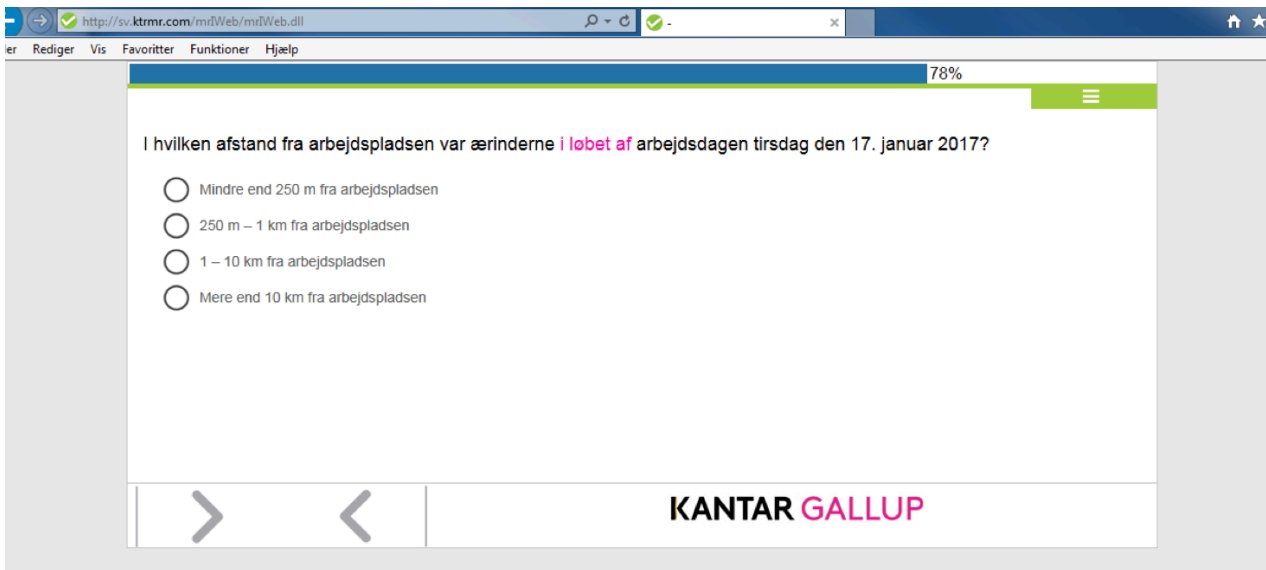 http://sv.ktrmr.com/mrIWeb/mrIWeb.dll
-
Rediger Vis Favoritter Funktioner Hjælp
78%
I hvilken afstand fra arbejdspladsen var ærinderne i løbet af arbejdsdagen tirsdag den 17. januar 2017?
Mindre end 250 m fra arbejdspladsen
250 m – 1 km fra arbejdspladsen
1 – 10 km fra arbejdspladsen
Mere end 10 km fra arbejdspladsen
KANTAR GALLUP